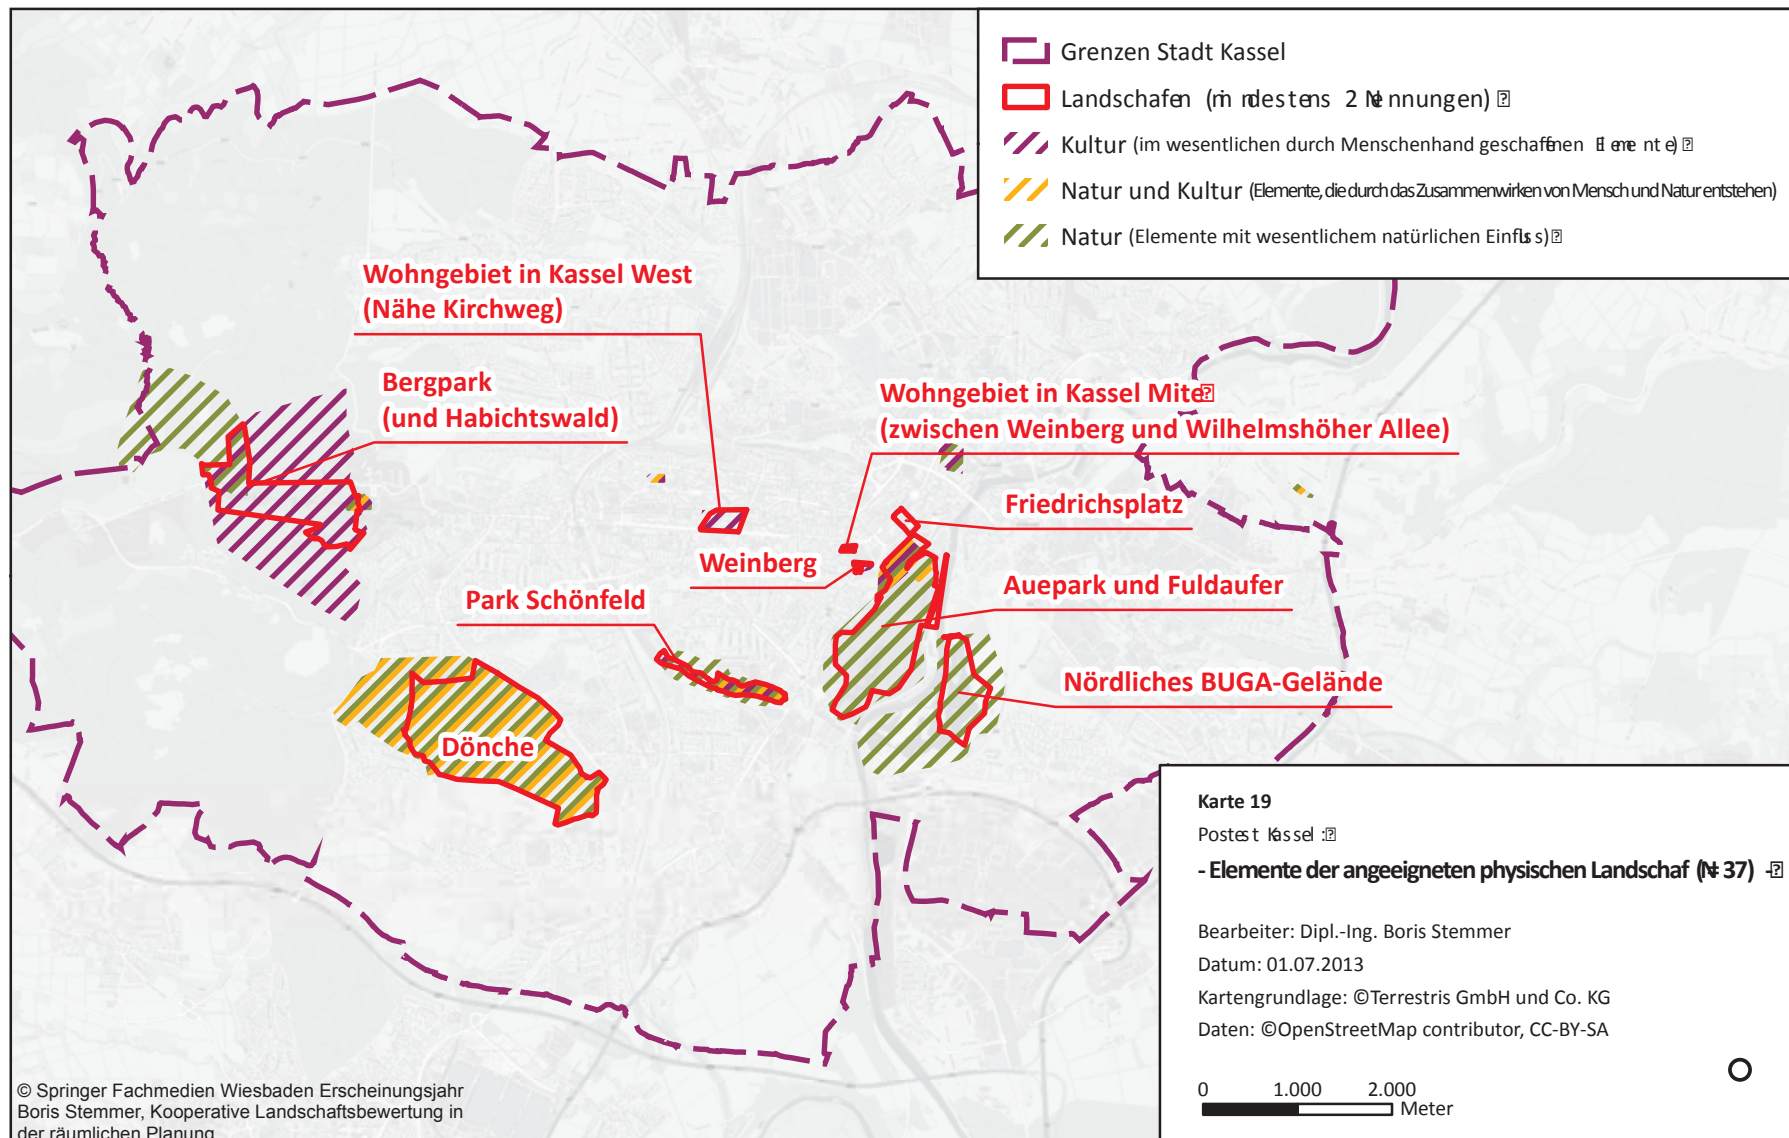 Grenzen Stadt Kassel
Landschafen (mindestens 2 Nennungen)
Kultur (im wesentlichen durch Menschenhand geschaffenen Elemente)
Natur und Kultur (Elemente, die durch das Zusammenwirken von Mensch und Natur entstehen)
Natur (Elemente mit wesentlichem natürlichen Einfluss)
Wohngebiet in Kassel West
(Nähe Kirchweg)
Bergpark
(und Habichtswald)
Wohngebiet in Kassel Mite
(zwischen Weinberg und Wilhelmshöher Allee)
Friedrichsplatz
Weinberg
Auepark und Fuldaufer
Park Schönfeld
Nördliches BUGA-Gelände
Dönche
Karte 19
Postest Kassel :
- Elemente der angeeigneten physischen Landschaf (N= 37) -
Bearbeiter: Dipl.-Ing. Boris Stemmer
Datum: 01.07.2013
Kartengrundlage: ©Terrestris GmbH und Co. KG
Daten: ©OpenStreetMap contributor, CC-BY-SA
0 1.000 2.000
Meter
© Springer Fachmedien Wiesbaden Erscheinungsjahr
Boris Stemmer, Kooperative Landschaftsbewertung in
der räumlichen Planung